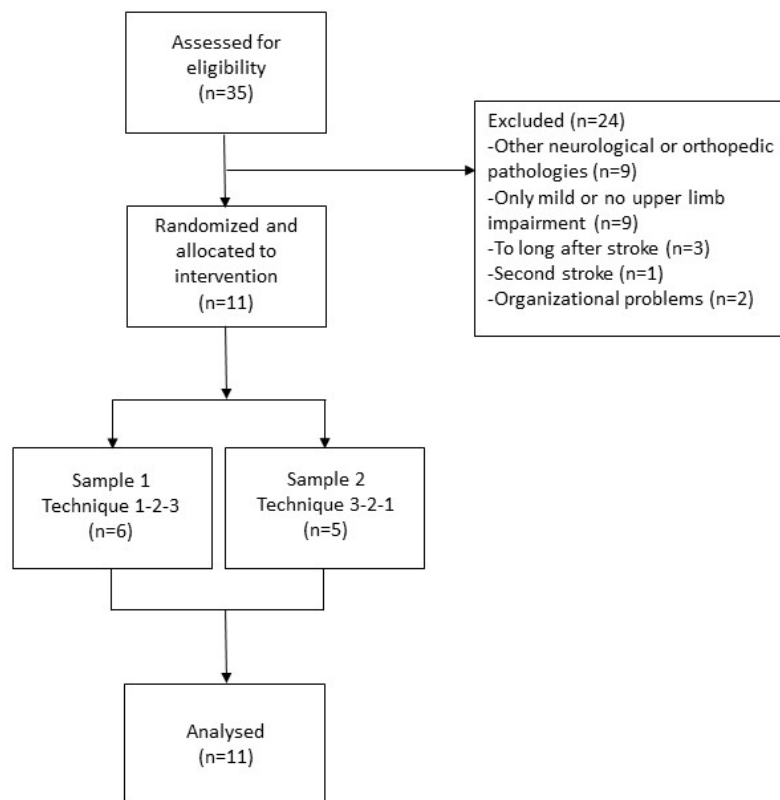 Assessed for
eligibility
(n=35)
Excluded (n=24)
-Other neurological or orthopedic
pathologies (n=9)
-Only mild or no upper limb
impairment (n=9)
-To long after stroke (n=3)
-Second stroke (n=1)
-Organizational problems (n=2)
Randomized and
allocated to
intervention
(n=11)
Sample 1
Technique 1-2-3
(n=6)
Sample 2
Technique 3-2-1
(n=5)
Analysed
(n=11)